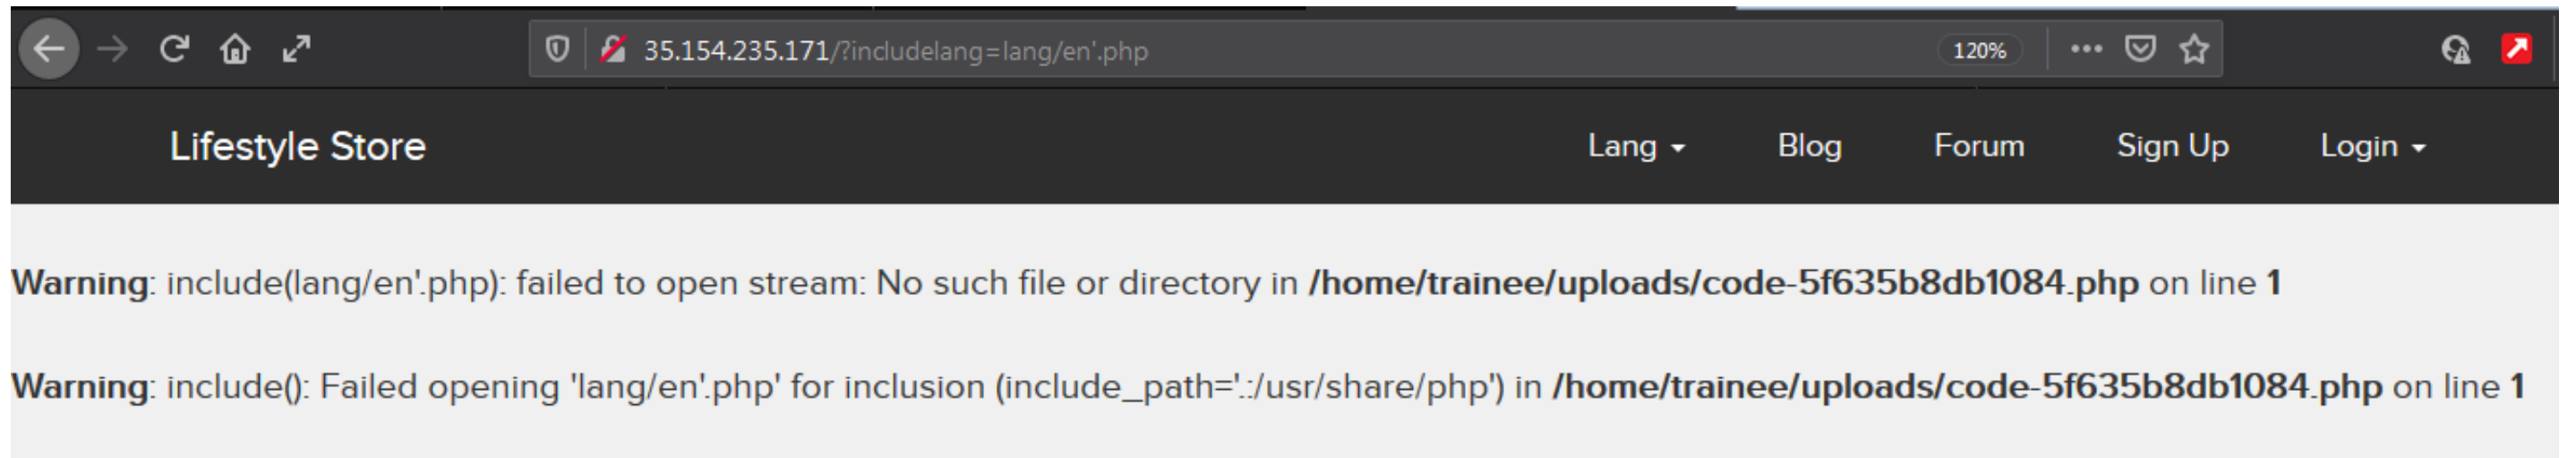 35.154.235.171/?includelang=lang/en'.php 120%
Lifestyle Store Lang Blog Forum Sign Up Login
Warning: include(lang/en'.php): failed to open stream: No such file or directory in /home/trainee/uploads/code-5f635b8db1084.php on line 1
Warning: include(): Failed opening 'lang/en'.php' for inclusion (include_path='.:/usr/share/php') in /home/trainee/uploads/code-5f635b8db1084.php on line 1